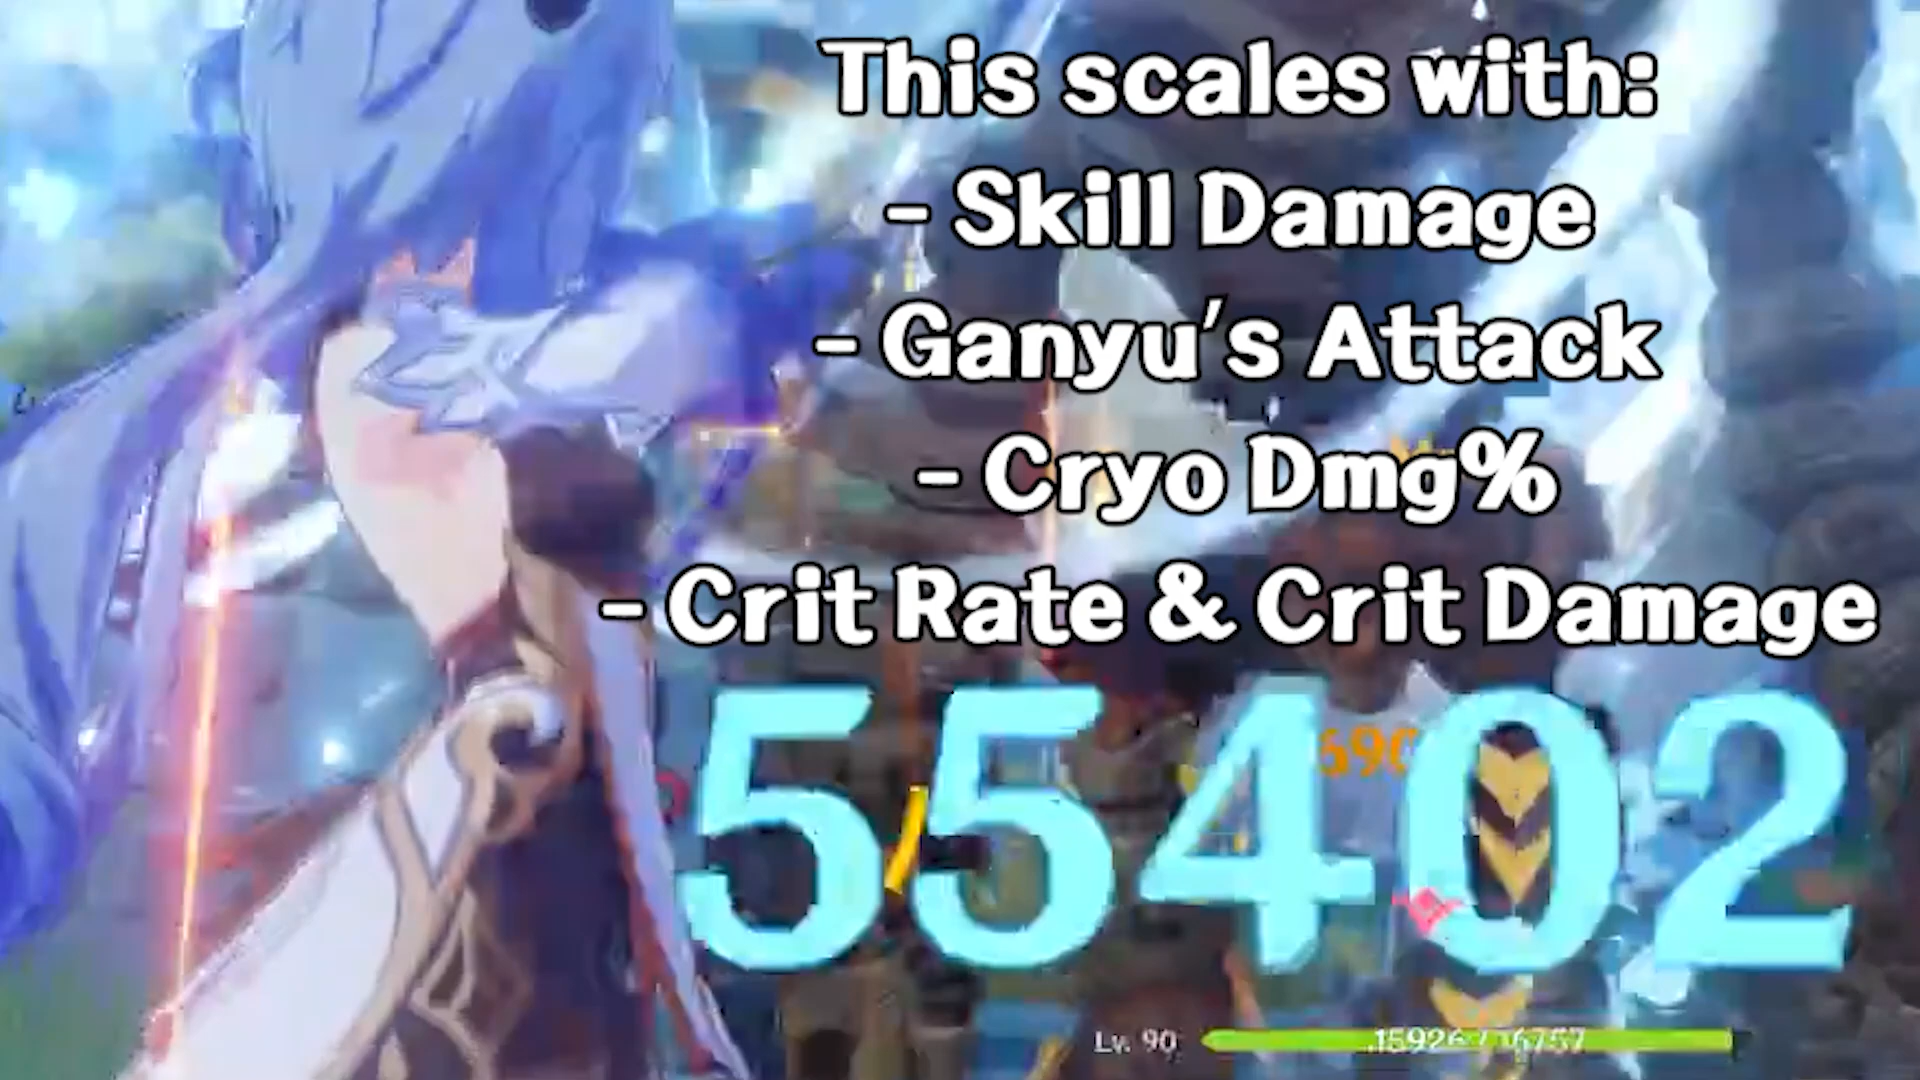 This scales with:
- Skill Damage
- Ganyu's Attack
- Cryo Dmg%
- Crit Rate & Crit Damage
55402
Lv. 90